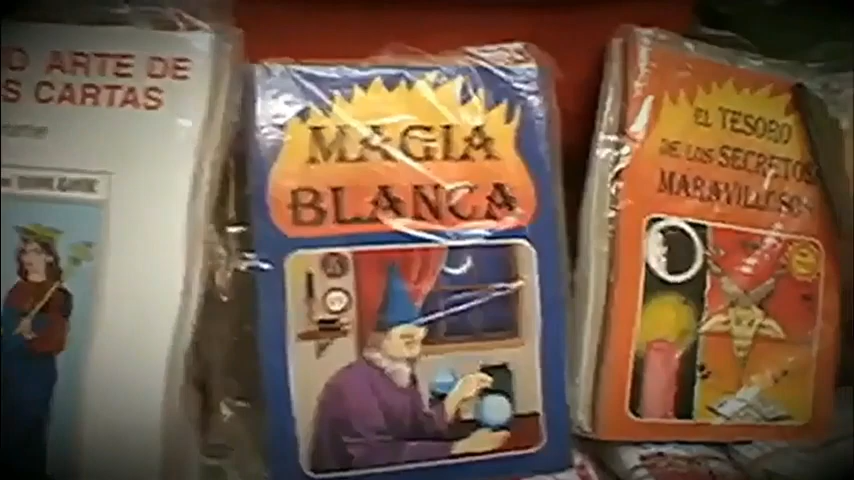 O ARTE DE
S CARTAS
MAGIA
BLANCA
EL TESORO
DE LOS SECRETOS
MARAVILLOSOS